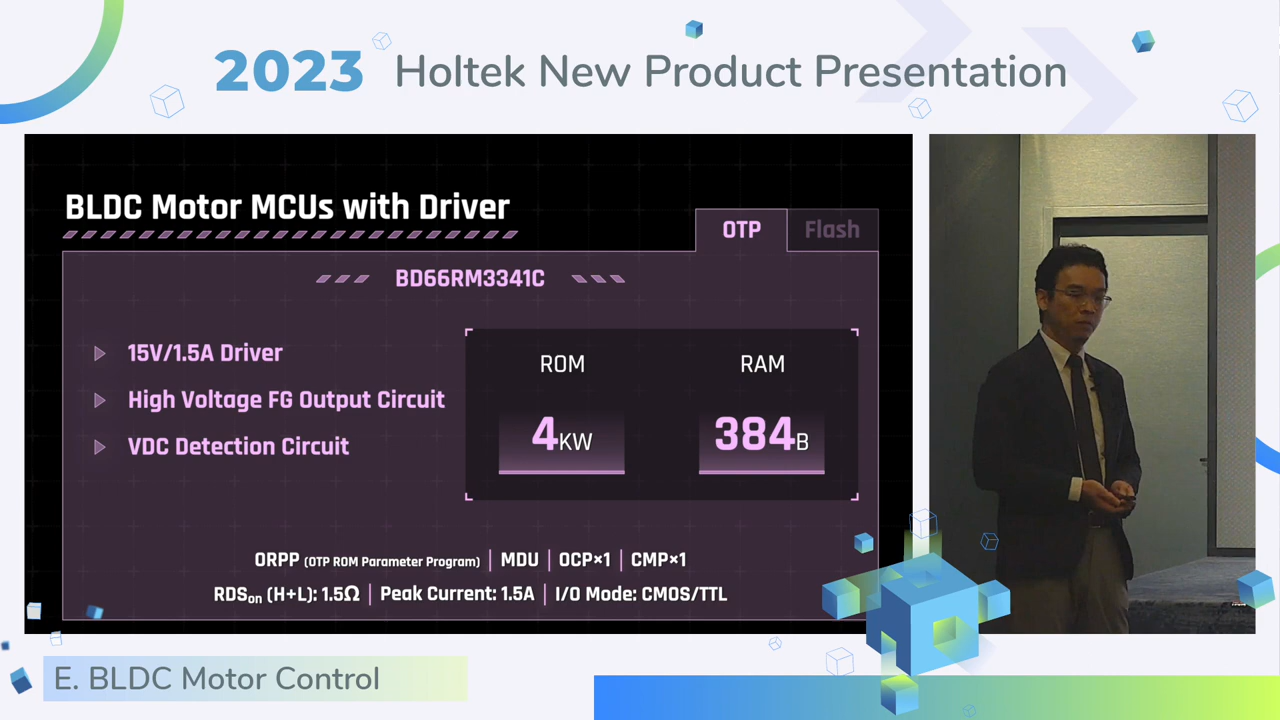 2023 Holtek New Product Presentation
BLDC Motor MCUs with Driver
OTP
Flash
BD66RM3341C
15V/1.5A Driver
High Voltage FG Output Circuit
VDC Detection Circuit
ROM
RAM
4KW
384B
ORPP (OTP ROM Parameter Program) | MDU | OCP×1 | CMP×1
RDSon (H+L): 1.5Ω | Peak Current: 1.5A | I/O Mode: CMOS/TTL
E. BLDC Motor Control